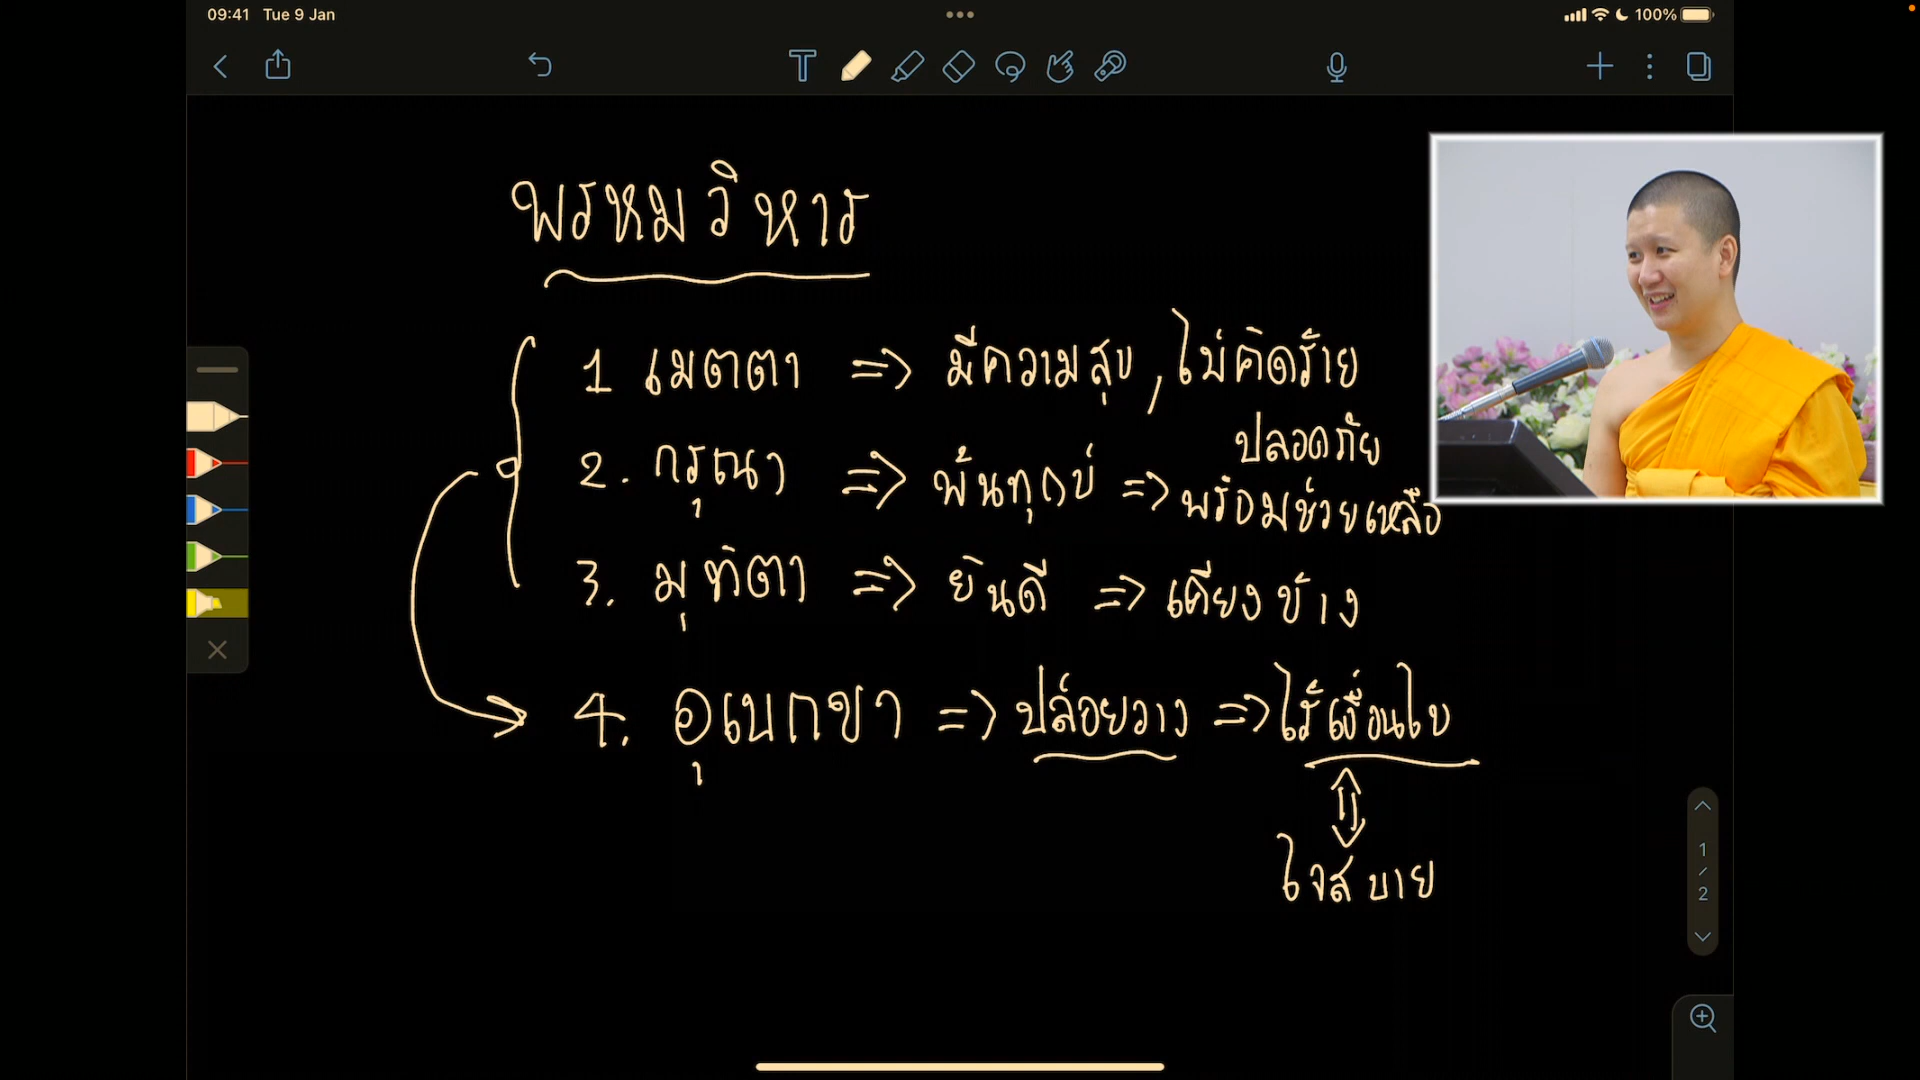 09:41 Tue 9 Jan
100%
พรหมวิหาร
1 เมตตา => มีความสุข, ไม่คิดร้าย
ปลอดภัย
2. กรุณา => พ้นทุกข์ => พร้อมช่วยเหลือ
3. มุทิตา => ยินดี => เคียงข้าง
4. อุเบกขา => ปล่อยวาง => ไร้เงื่อนไข
ใจสบาย
1
/
2